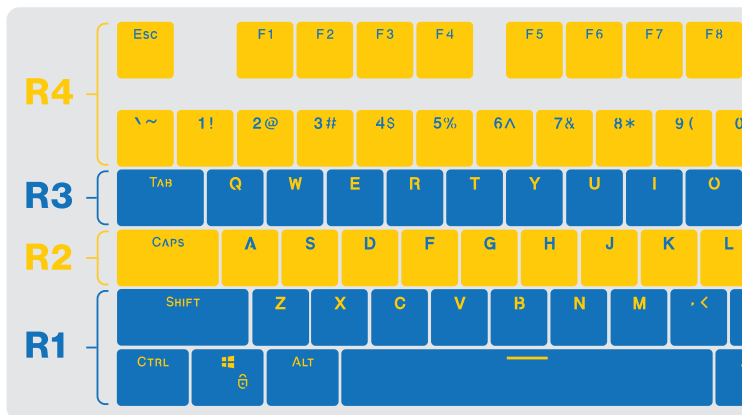 Esc F1 F2 F3 F4 F5 F6 F7 F8
R4
`~ 1! 2@ 3# 4$ 5% 6^ 7& 8* 9( 0
R3 TAB Q W E R T Y U I O
R2 CAPS A S D F G H J K L
SHIFT Z X C V B N M ,<
R1
CTRL ALT